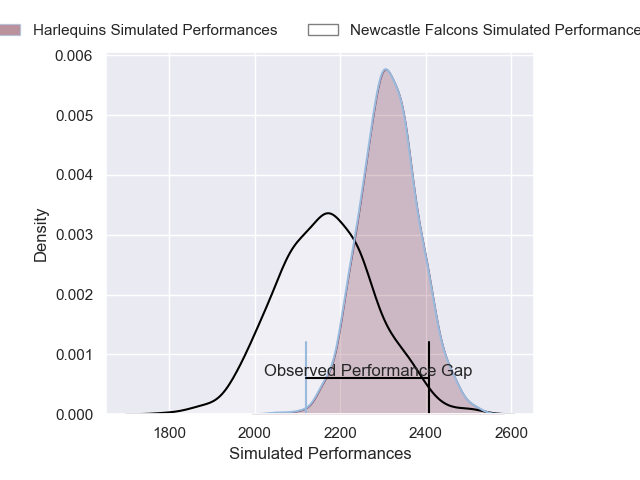 Harlequins Simulated Performances
Newcastle Falcons Simulated Performance
0.006
0.005
0.004
0.003
0.002
0.001
0.000
Density
Observed Performance Gap
1800
2000
2200
2400
2600
Simulated Performances